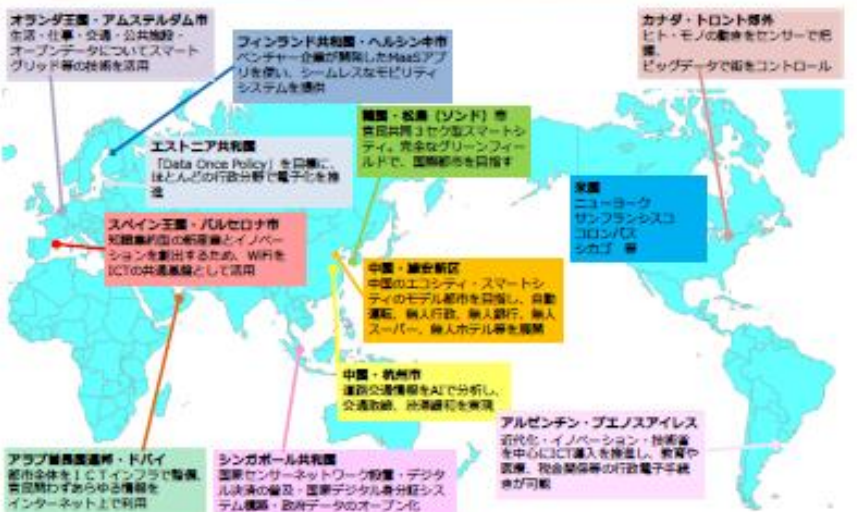 オランダ王国・アムステルダム市
生活・仕事・交通・公共施設・
オープンデータについてスマート
グリッド等の技術を活用
フィンランド共和国・ヘルシンキ市
ベンチャー企業が開発したMaaSアプ
リを使い、シームレスなモビリティ
システムを提供
カナダ・トロント郊外
ヒト・モノの動きをセンサーで把
握、
ビッグデータで街をコントロール
韓国・松島(ソンド)市
官民共同3セク型スマートシ
ティ。完全なグリーンフィー
ルドで、国際都市を目指す
エストニア共和国
「Data Once Policy」を目標に、
ほとんどの行政分野で電子化を推
進
米国
ニューヨーク
サンフランシスコ
コロンバス
シカゴ 等
スペイン王国・バルセロナ市
知識集約型の新産業とイノベー
ションを創出するため、WiFiを
ICTの共通基盤として活用
中国・雄安新区
中国のエコシティ・スマートシ
ティのモデル都市を目指し、自動
運転、無人行政、無人銀行、無人
スーパー、無人ホテル等を展開
中国・杭州市
道路交通情報をAIで分析し、
交通取締、渋滞緩和を実現
アルゼンチン・ブエノスアイレス
近代化・イノベーション・技術省
を中心にICT導入を推進し、教育や
医療、税金関係等の行政電子手続
きが可能
アラブ首長国連邦・ドバイ
都市全体をICTインフラで整備、
官民問わずあらゆる情報を
インターネット上で利用
シンガポール共和国
国家センサーネットワーク設置・デジタ
ル決済の普及・国家デジタル身分証シス
テム構築・政府データのオープン化